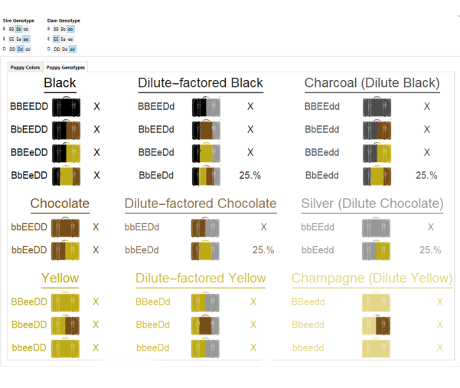 Sire Genotype Dam Genotype
B BB Bb bb B BB Bb bb
E EE Ee ee E EE Ee ee
D DD Dd dd D DD Dd dd
Puppy Colors Puppy Genotypes
Black Dilute-factored Black Charcoal (Dilute Black)
BBEEDD X BBEEDd X BBEEdd X
BbEEDD X BbEEDd X BbEEdd X
BBEeDD X BBEeDd X BBEedd X
BbEeDD X BbEeDd 25.% BbEedd 25.%
Chocolate Dilute-factored Chocolate Silver (Dilute Chocolate)
bbEEDD X bbEEDd X bbEEdd X
bbEeDD X bbEeDd 25.% bbEedd 25.%
Yellow Dilute-factored Yellow Champagne (Dilute Yellow)
BBeeDD X BBeeDd X BBeedd X
BbeeDD X BbeeDd X Bbeedd X
bbeeDD X bbeeDd X bbeedd X